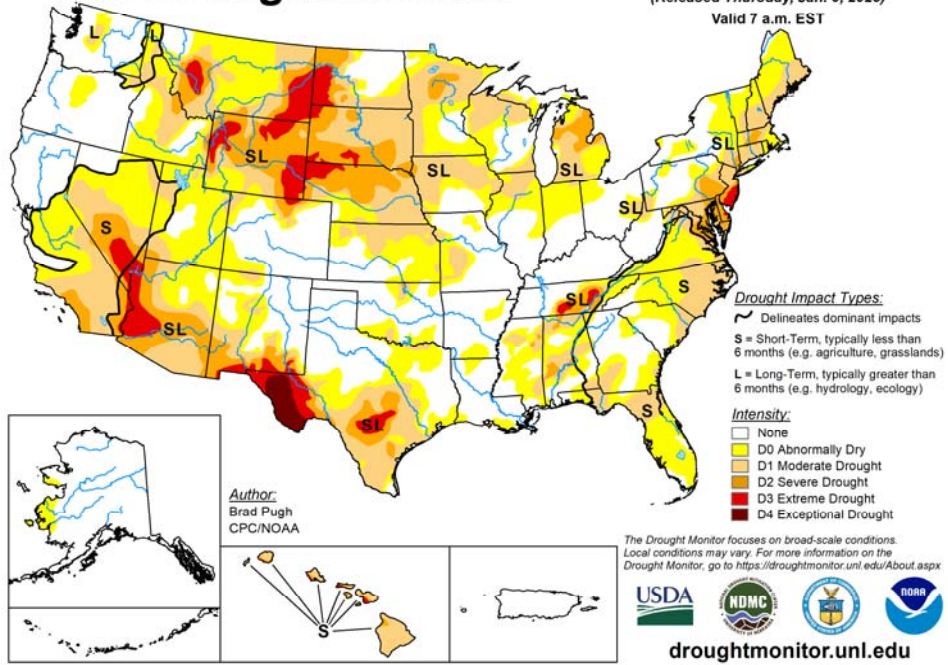 Valid 7 a.m. EST
L
L
SL
S
SL
SL
SL
SL
SL
SL
S
SL
S
SL
Drought Impact Types:
Delineates dominant impacts
S = Short-Term, typically less than
6 months (e.g. agriculture, grasslands)
L = Long-Term, typically greater than
6 months (e.g. hydrology, ecology)
Intensity:
None
D0 Abnormally Dry
D1 Moderate Drought
D2 Severe Drought
D3 Extreme Drought
D4 Exceptional Drought
Author:
Brad Pugh
CPC/NOAA
S
The Drought Monitor focuses on broad-scale conditions.
Local conditions may vary. For more information on the
Drought Monitor, go to https://droughtmonitor.unl.edu/About.aspx
USDA
NDMC
NOAA
droughtmonitor.unl.edu